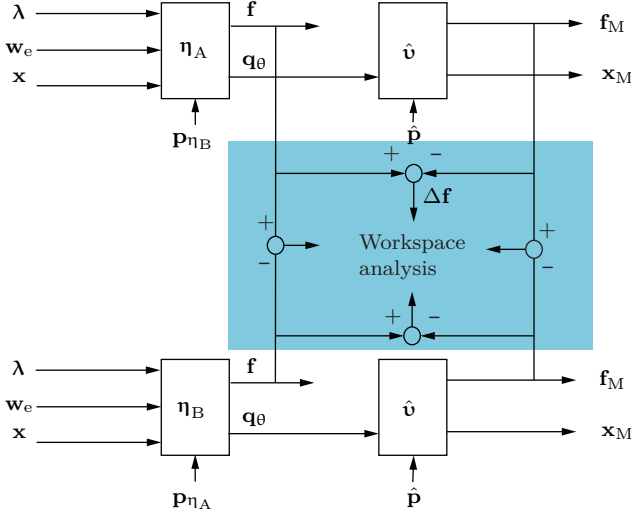 λ
f
f_M
w_e
η_A
υ̂
x
q_θ
x_M
p_η_B
p̂
+ −
+ −
Δf
+
−
Workspace
analysis
+
−
+ −
λ
f
f_M
w_e
η_B
υ̂
x
q_θ
x_M
p_η_A
p̂